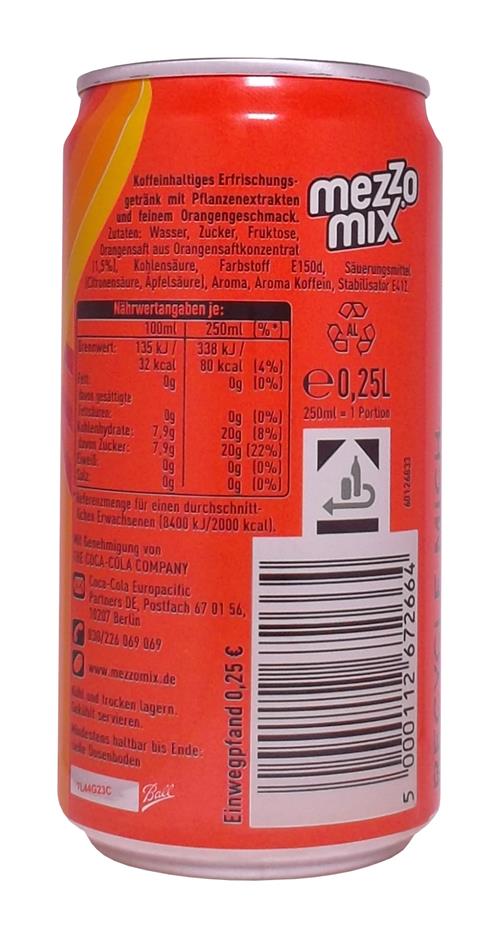 Koffeinhaltiges Erfrischungs-
getränk mit Pflanzenextrakten
und feinem Orangengeschmack.
Zutaten: Wasser, Zucker, Fruktose,
Orangensaft aus Orangensaftkonzentrat
(1,5%), Kohlensäure, Farbstoff E150d, Säuerungsmittel
(Citronensäure, Äpfelsäure), Aroma, Aroma Koffein, Stabilisator E412.
mezzo
mix
Nährwertangaben je:
100ml 250ml (%*)
Brennwert: 135 kJ / 338 kJ /
32 kcal 80 kcal (4%)
Fett: 0g 0g (0%)
davon gesättigte
Fettsäuren: 0g 0g (0%)
Kohlenhydrate: 7,9g 20g (8%)
davon Zucker: 7,9g 20g (22%)
Eiweiß: 0g 0g (0%)
Salz: 0g 0g (0%)
*Referenzmenge für einen durchschnitt-
lichen Erwachsenen (8400 kJ/2000 kcal).
AL
e 0,25L
250ml = 1 Portion
60126833
Mit Genehmigung von
THE COCA-COLA COMPANY
Coca-Cola Europacific
Partners DE, Postfach 67 01 56,
10207 Berlin
030/226 069 069
www.mezzomix.de
Kühl und trocken lagern.
Gekühlt servieren.
Mindestens haltbar bis Ende:
siehe Dosenboden
7L44G23C
Ball
Einwegpfand 0,25 €
5 000112 672664
RECYCLE MICH